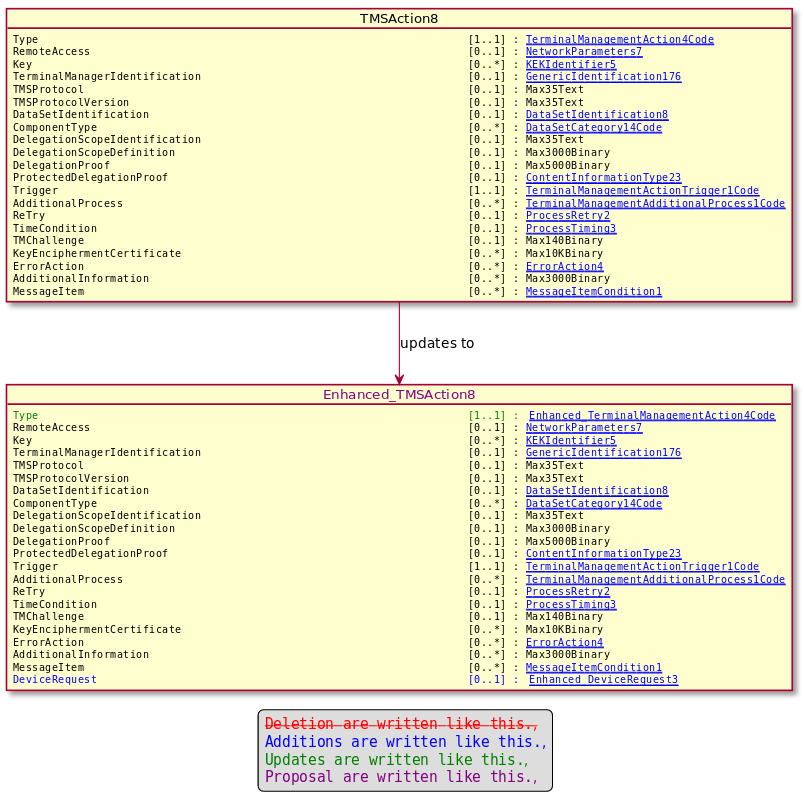 TMSAction8
Type [1..1] : TerminalManagementAction4Code
RemoteAccess [0..1] : NetworkParameters7
Key [0..*] : KEKIdentifier5
TerminalManagerIdentification [0..1] : GenericIdentification176
TMSProtocol [0..1] : Max35Text
TMSProtocolVersion [0..1] : Max35Text
DataSetIdentification [0..1] : DataSetIdentification8
ComponentType [0..*] : DataSetCategory14Code
DelegationScopeIdentification [0..1] : Max35Text
DelegationScopeDefinition [0..1] : Max3000Binary
DelegationProof [0..1] : Max5000Binary
ProtectedDelegationProof [0..1] : ContentInformationType23
Trigger [1..1] : TerminalManagementActionTrigger1Code
AdditionalProcess [0..*] : TerminalManagementAdditionalProcess1Code
ReTry [0..1] : ProcessRetry2
TimeCondition [0..1] : ProcessTiming3
TMChallenge [0..1] : Max140Binary
KeyEnciphermentCertificate [0..*] : Max10KBinary
ErrorAction [0..*] : ErrorAction4
AdditionalInformation [0..*] : Max3000Binary
MessageItem [0..*] : MessageItemCondition1
updates to
Enhanced_TMSAction8
Type [1..1] : Enhanced_TerminalManagementAction4Code
RemoteAccess [0..1] : NetworkParameters7
Key [0..*] : KEKIdentifier5
TerminalManagerIdentification [0..1] : GenericIdentification176
TMSProtocol [0..1] : Max35Text
TMSProtocolVersion [0..1] : Max35Text
DataSetIdentification [0..1] : DataSetIdentification8
ComponentType [0..*] : DataSetCategory14Code
DelegationScopeIdentification [0..1] : Max35Text
DelegationScopeDefinition [0..1] : Max3000Binary
DelegationProof [0..1] : Max5000Binary
ProtectedDelegationProof [0..1] : ContentInformationType23
Trigger [1..1] : TerminalManagementActionTrigger1Code
AdditionalProcess [0..*] : TerminalManagementAdditionalProcess1Code
ReTry [0..1] : ProcessRetry2
TimeCondition [0..1] : ProcessTiming3
TMChallenge [0..1] : Max140Binary
KeyEnciphermentCertificate [0..*] : Max10KBinary
ErrorAction [0..*] : ErrorAction4
AdditionalInformation [0..*] : Max3000Binary
MessageItem [0..*] : MessageItemCondition1
DeviceRequest [0..1] : Enhanced_DeviceRequest3
Deletion are written like this.,
Additions are written like this.,
Updates are written like this.,
Proposal are written like this.,